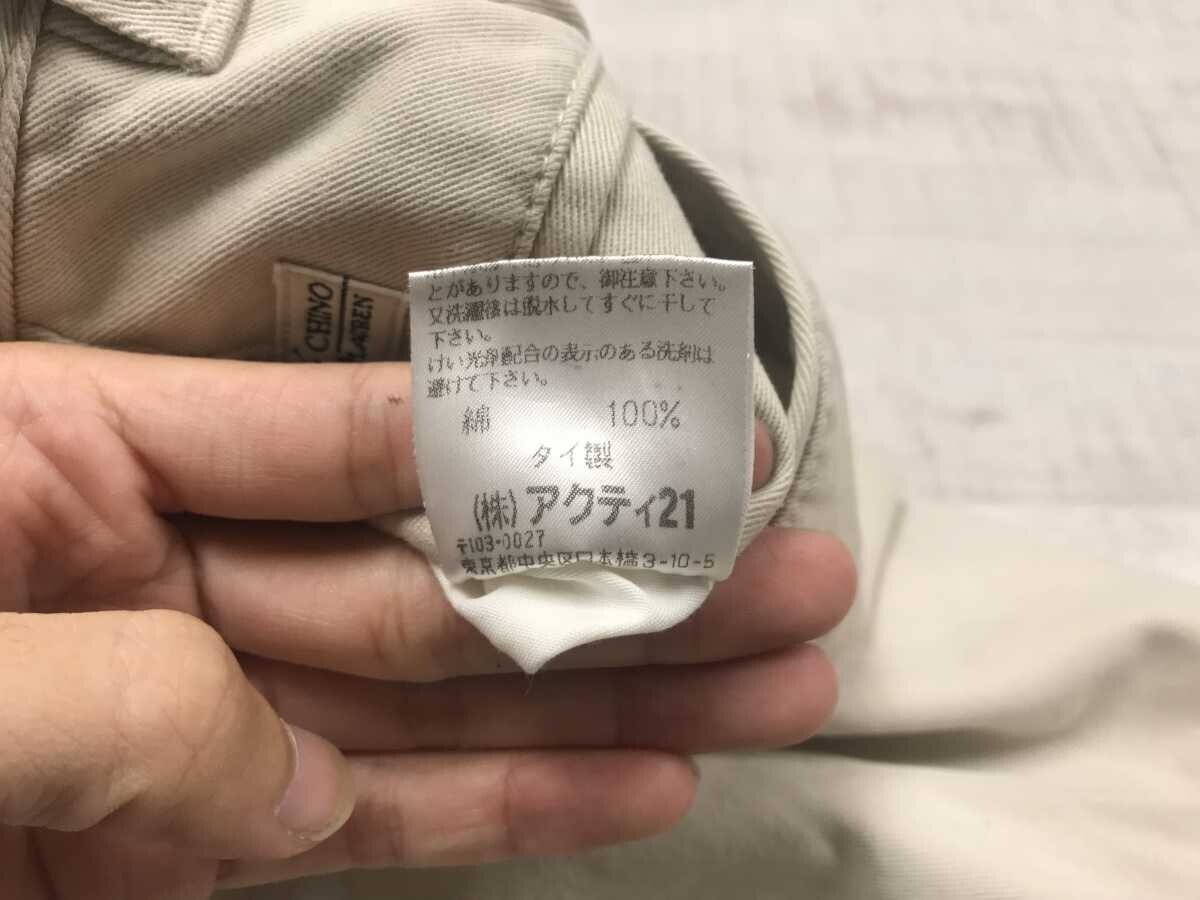 CHINO
LAUREN
とがありますので、御注意下さい。
又洗濯後は脱水してすぐに干して
下さい。
けい光剤配合の表示のある洗剤は
避けて下さい。
綿 100%
タイ製
(株)アクティ21
〒103-0027
東京都中央区日本橋3-10-5